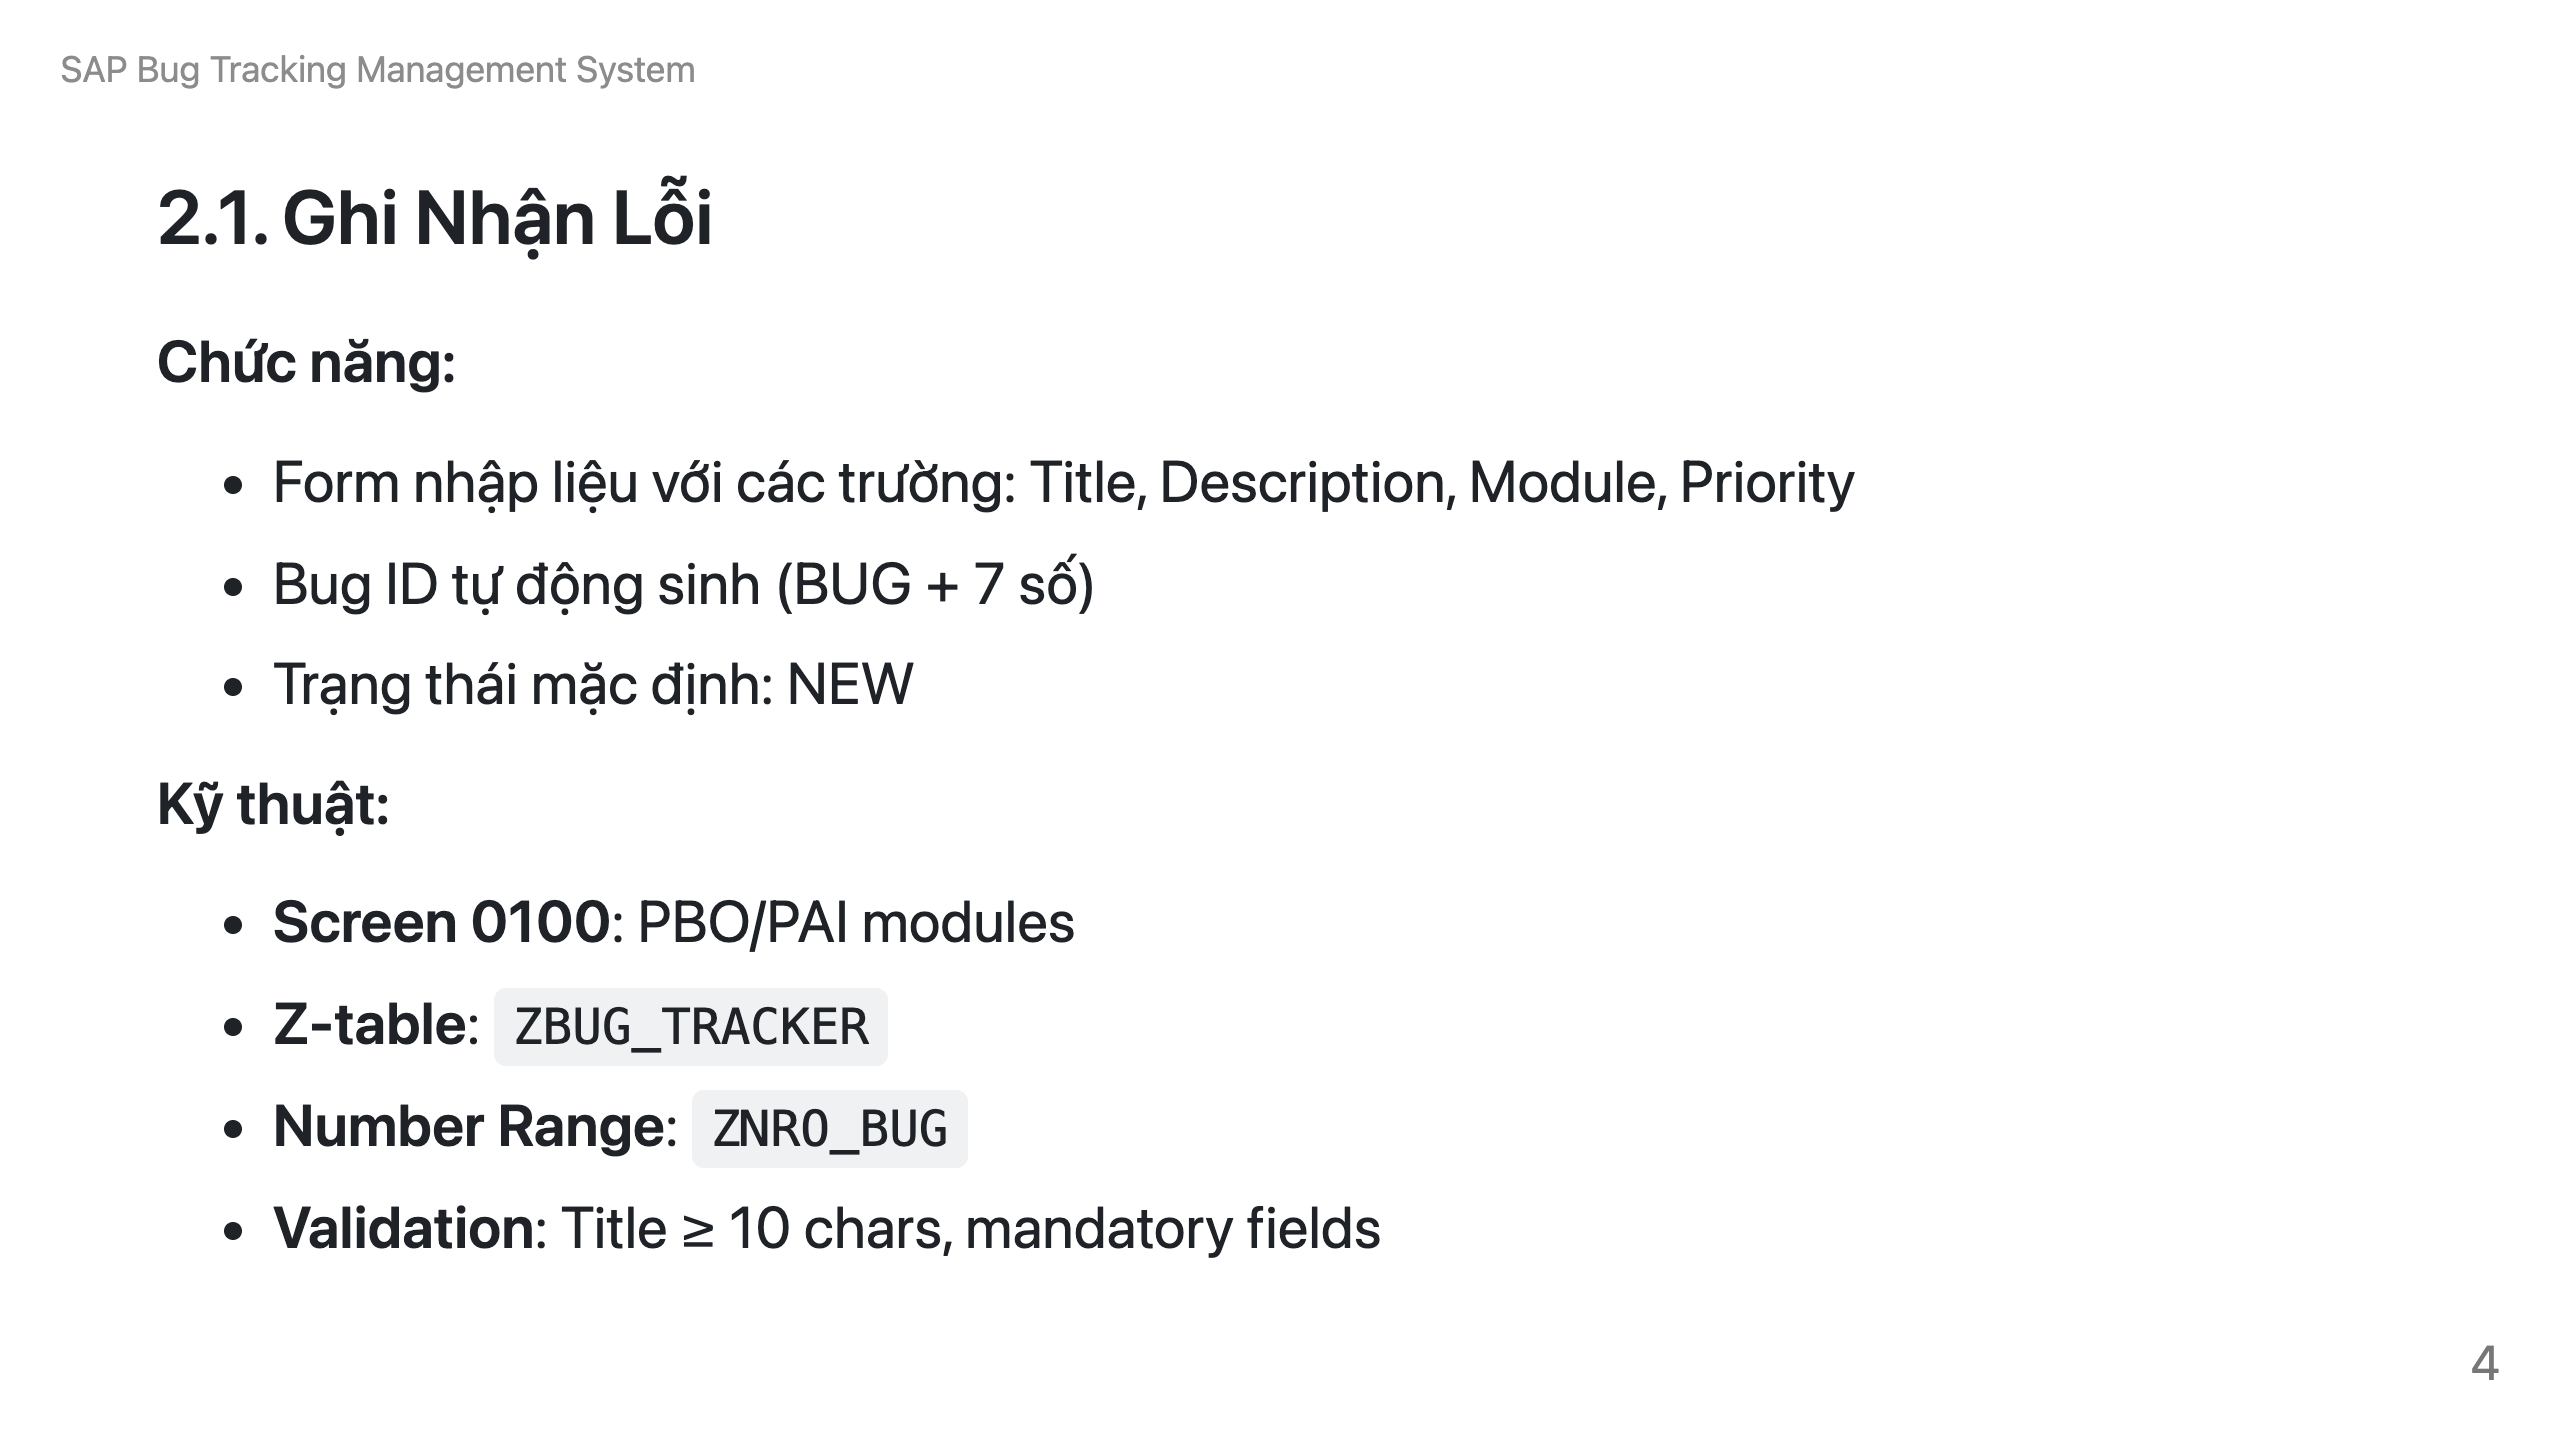 SAP Bug Tracking Management System
2.1. Ghi Nhận Lỗi
Chức năng:
• Form nhập liệu với các trường: Title, Description, Module, Priority
• Bug ID tự động sinh (BUG + 7 số)
• Trạng thái mặc định: NEW
Kỹ thuật:
• Screen 0100: PBO/PAI modules
• Z-table: ZBUG_TRACKER
• Number Range: ZNRO_BUG
• Validation: Title ≥ 10 chars, mandatory fields
4